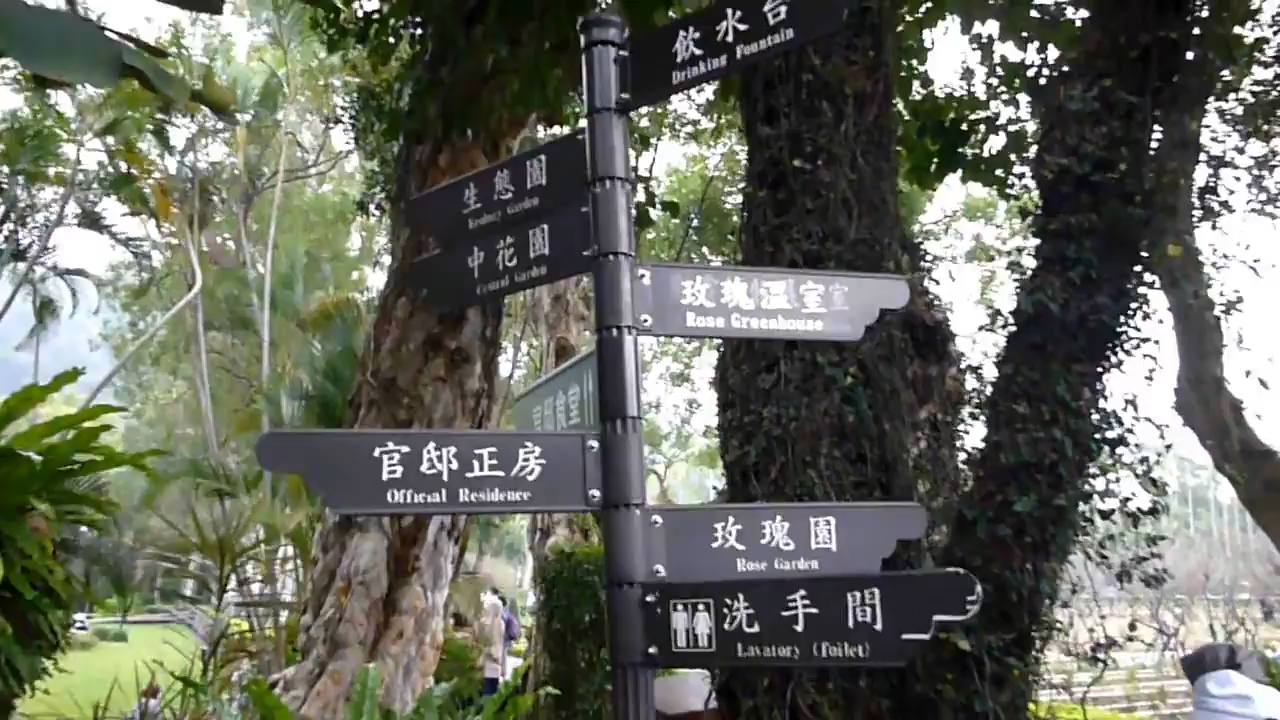 飲水台
Drinking Fountain
生態園
Ecology Garden
中花園
Central Garden
玫瑰溫室
Rose Greenhouse
官邸正房
Official Residence
玫瑰園
Rose Garden
洗手間
Lavatory (Toilet)